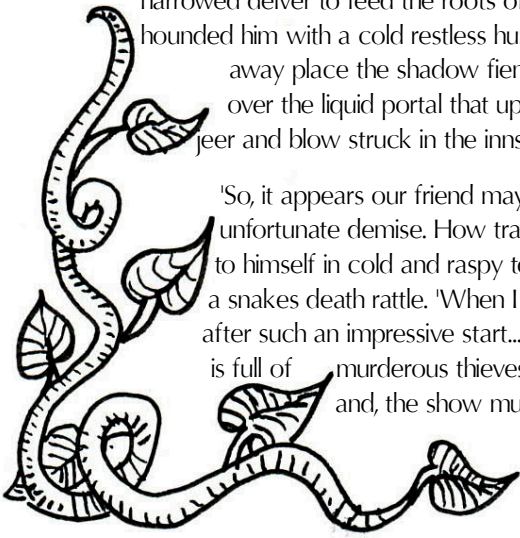 narrowed delver to feed the roots of
hounded him with a cold restless hu
away place the shadow fien
over the liquid portal that up
jeer and blow struck in the inns
'So, it appears our friend may
unfortunate demise. How tra
to himself in cold and raspy to
a snakes death rattle. 'When I
after such an impressive start...
is full of murderous thieves
and, the show mu